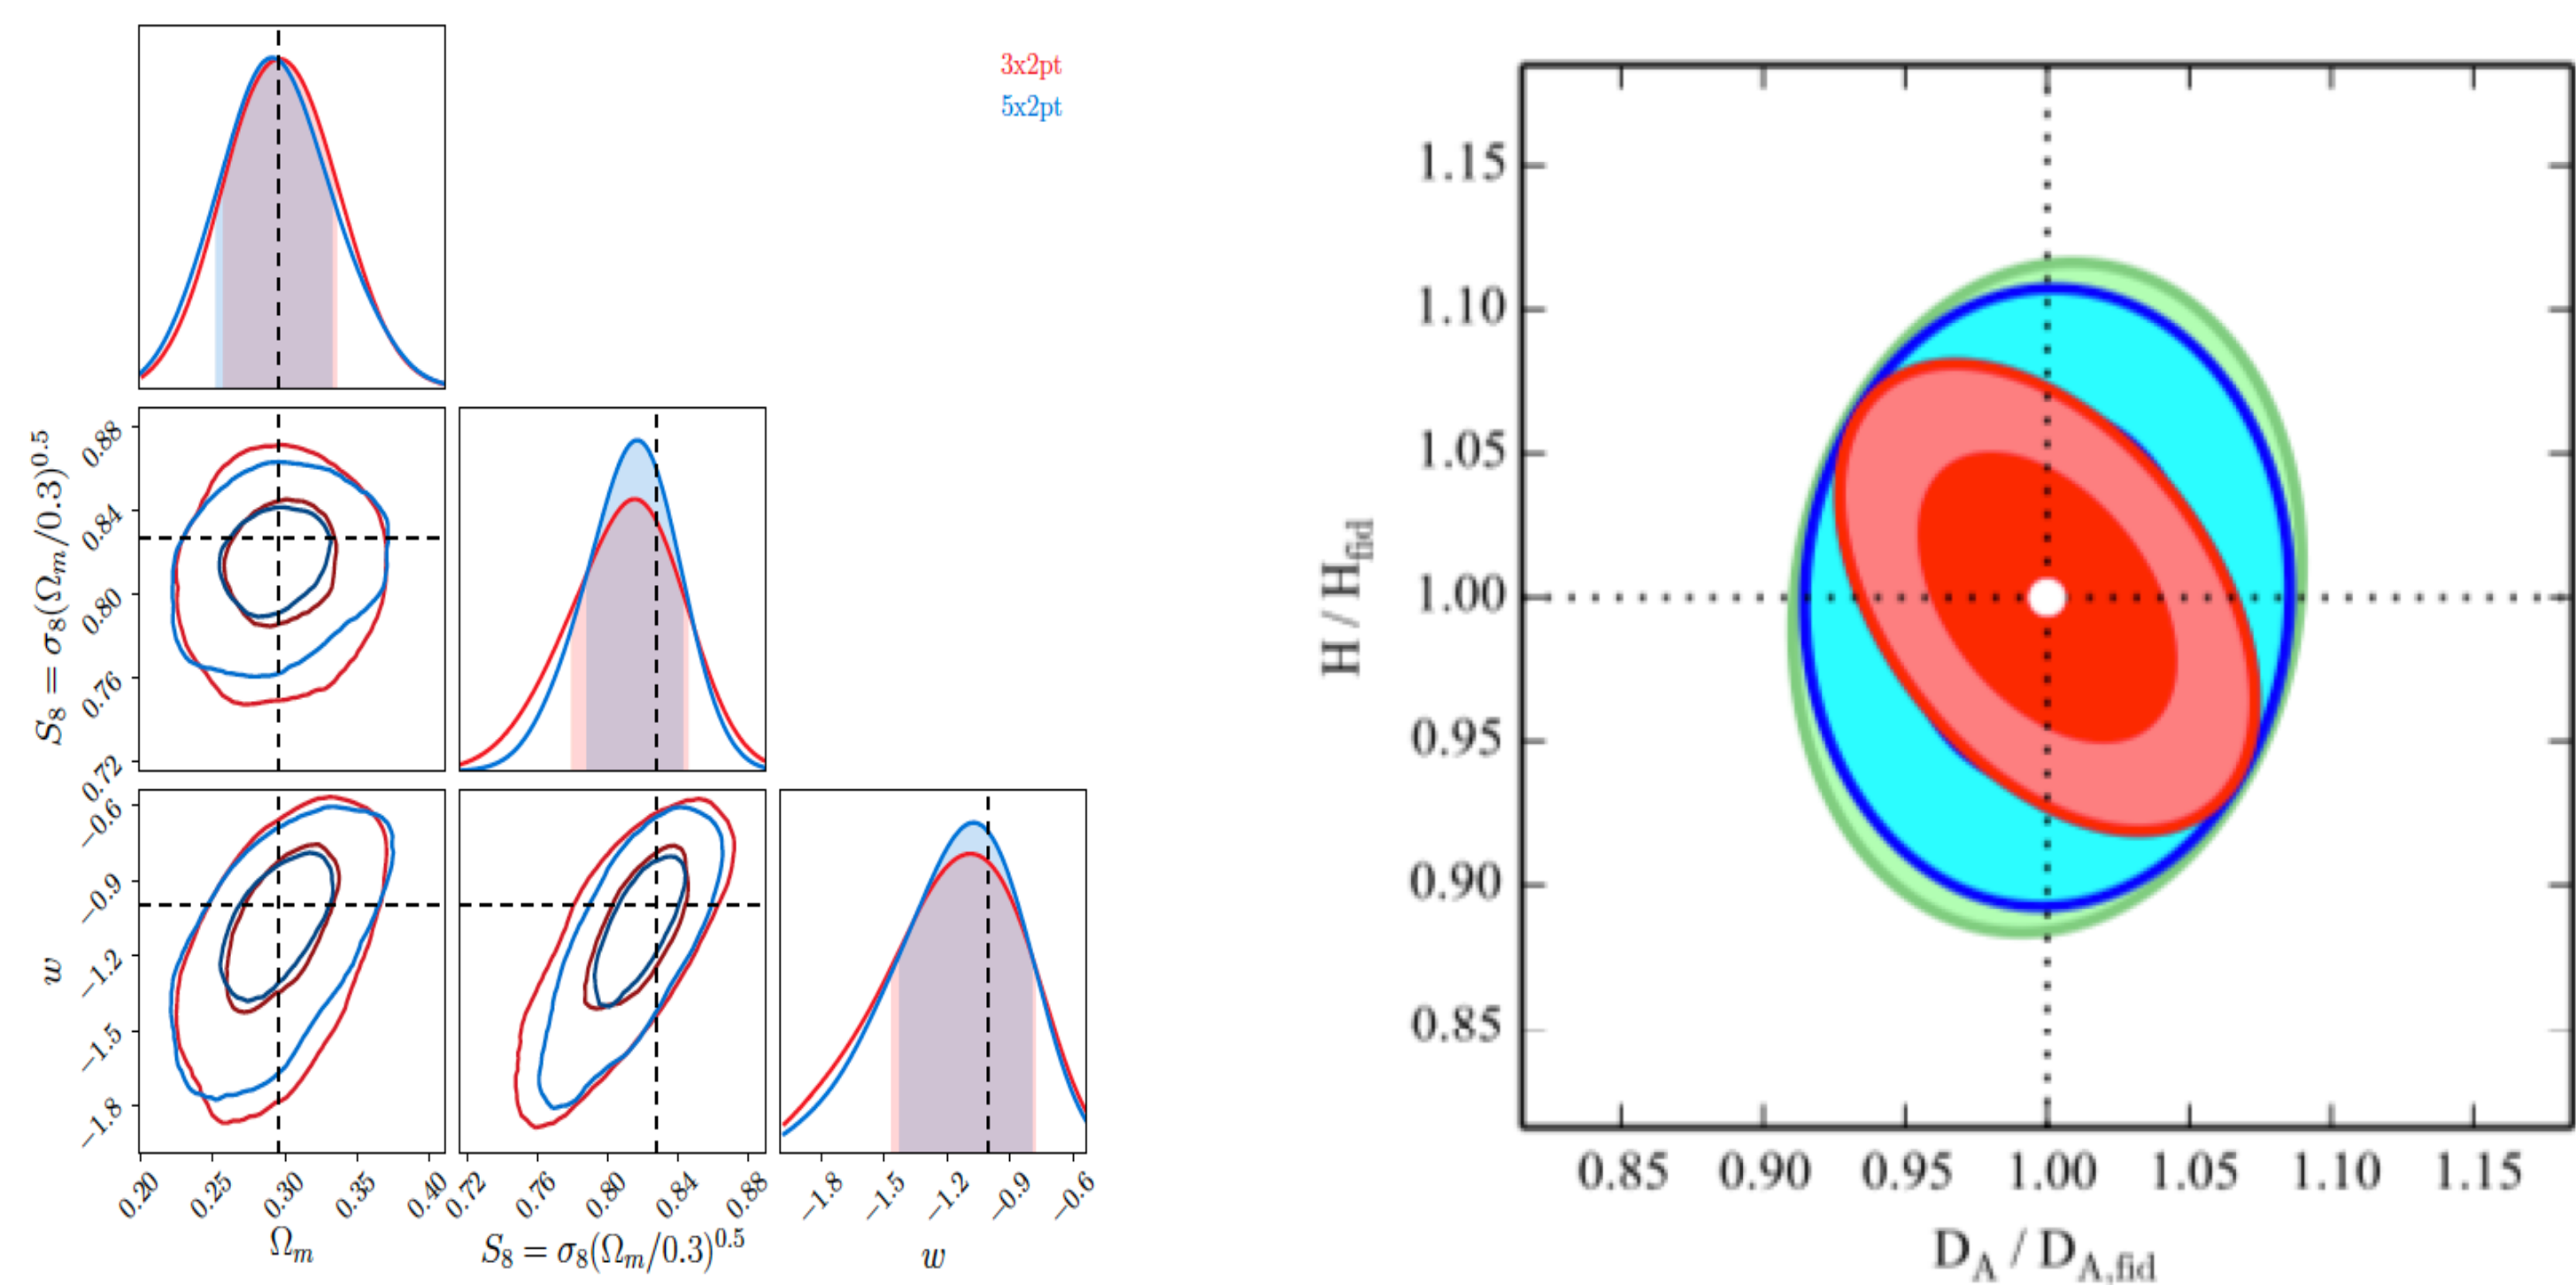 3x2pt
5x2pt
S₈ = σ₈(Ωₘ/0.3)⁰·⁵
0.88
0.84
0.80
0.76
0.72
w
−0.6
−0.9
−1.2
−1.5
−1.8
0.20 0.25 0.30 0.35 0.40
Ωₘ
0.72 0.76 0.80 0.84 0.88
S₈ = σ₈(Ωₘ/0.3)⁰·⁵
−1.8 −1.5 −1.2 −0.9 −0.6
w
H / H_fid
1.15
1.10
1.05
1.00
0.95
0.90
0.85
0.85 0.90 0.95 1.00 1.05 1.10 1.15
D_A / D_A,fid